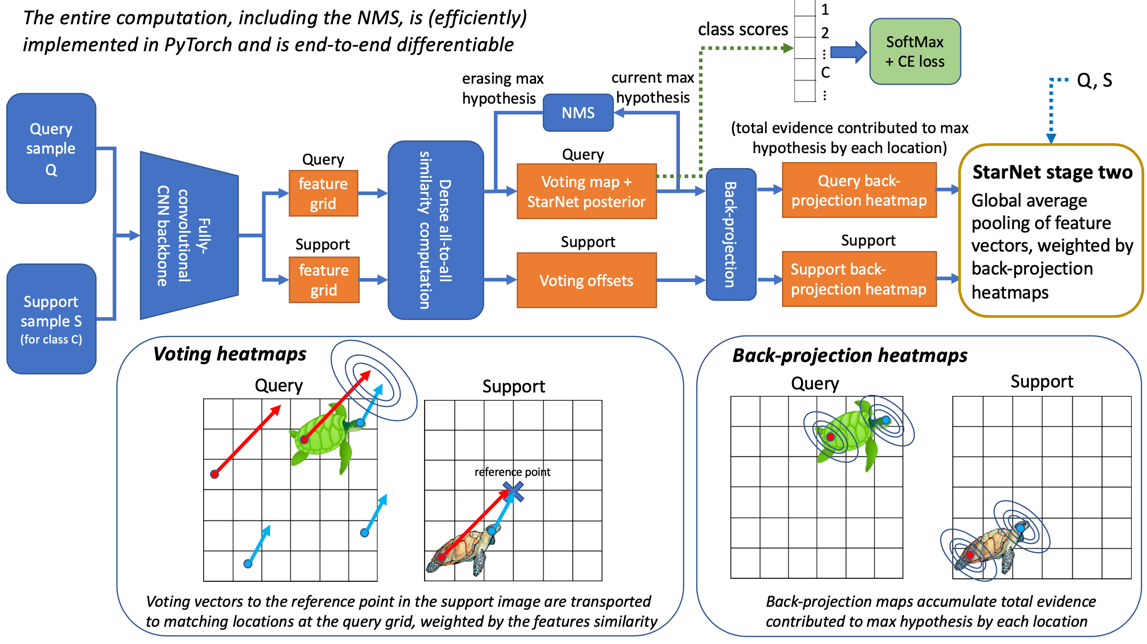 The entire computation, including the NMS, is (efficiently)
implemented in PyTorch and is end-to-end differentiable
class scores
1
2
⋮
C
⋮
SoftMax
+ CE loss
erasing max
hypothesis
current max
hypothesis
NMS
Q, S
Query
sample
Q
Support
sample S
(for class C)
Fully-
convolutional
CNN backbone
Query
feature
grid
Support
feature
grid
Dense all-to-all
similarity computation
Query
Voting map +
StarNet posterior
Support
Voting offsets
Back-projection
(total evidence contributed to max
hypothesis by each location)
Query back-
projection heatmap
Support
Support back-
projection heatmap
StarNet stage two
Global average
pooling of feature
vectors, weighted by
back-projection
heatmaps
Voting heatmaps
Query
Support
reference point
Voting vectors to the reference point in the support image are transported
to matching locations at the query grid, weighted by the features similarity
Back-projection heatmaps
Query
Support
Back-projection maps accumulate total evidence
contributed to max hypothesis by each location